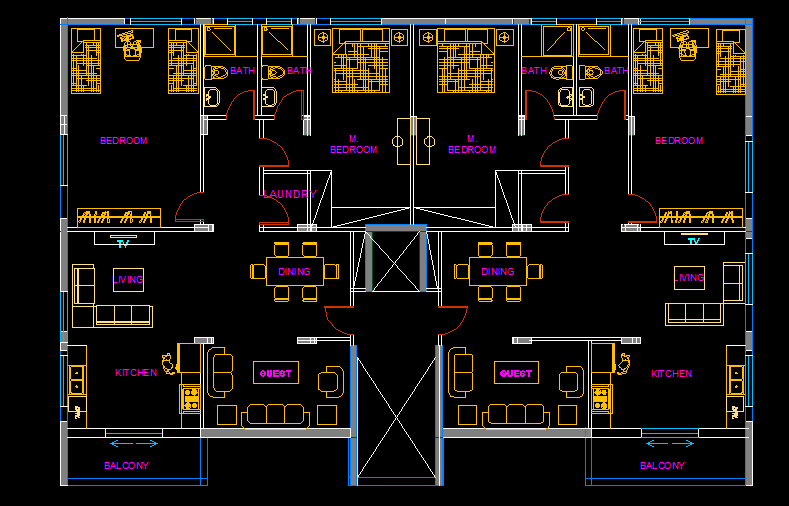 BATH
BATH
BATH
BATH
BEDROOM
M.
BEDROOM
M.
BEDROOM
BEDROOM
LAUNDRY
TV
TV
LIVING
DINING
DINING
LIVING
KITCHEN
GUEST
GUEST
KITCHEN
BALCONY
BALCONY